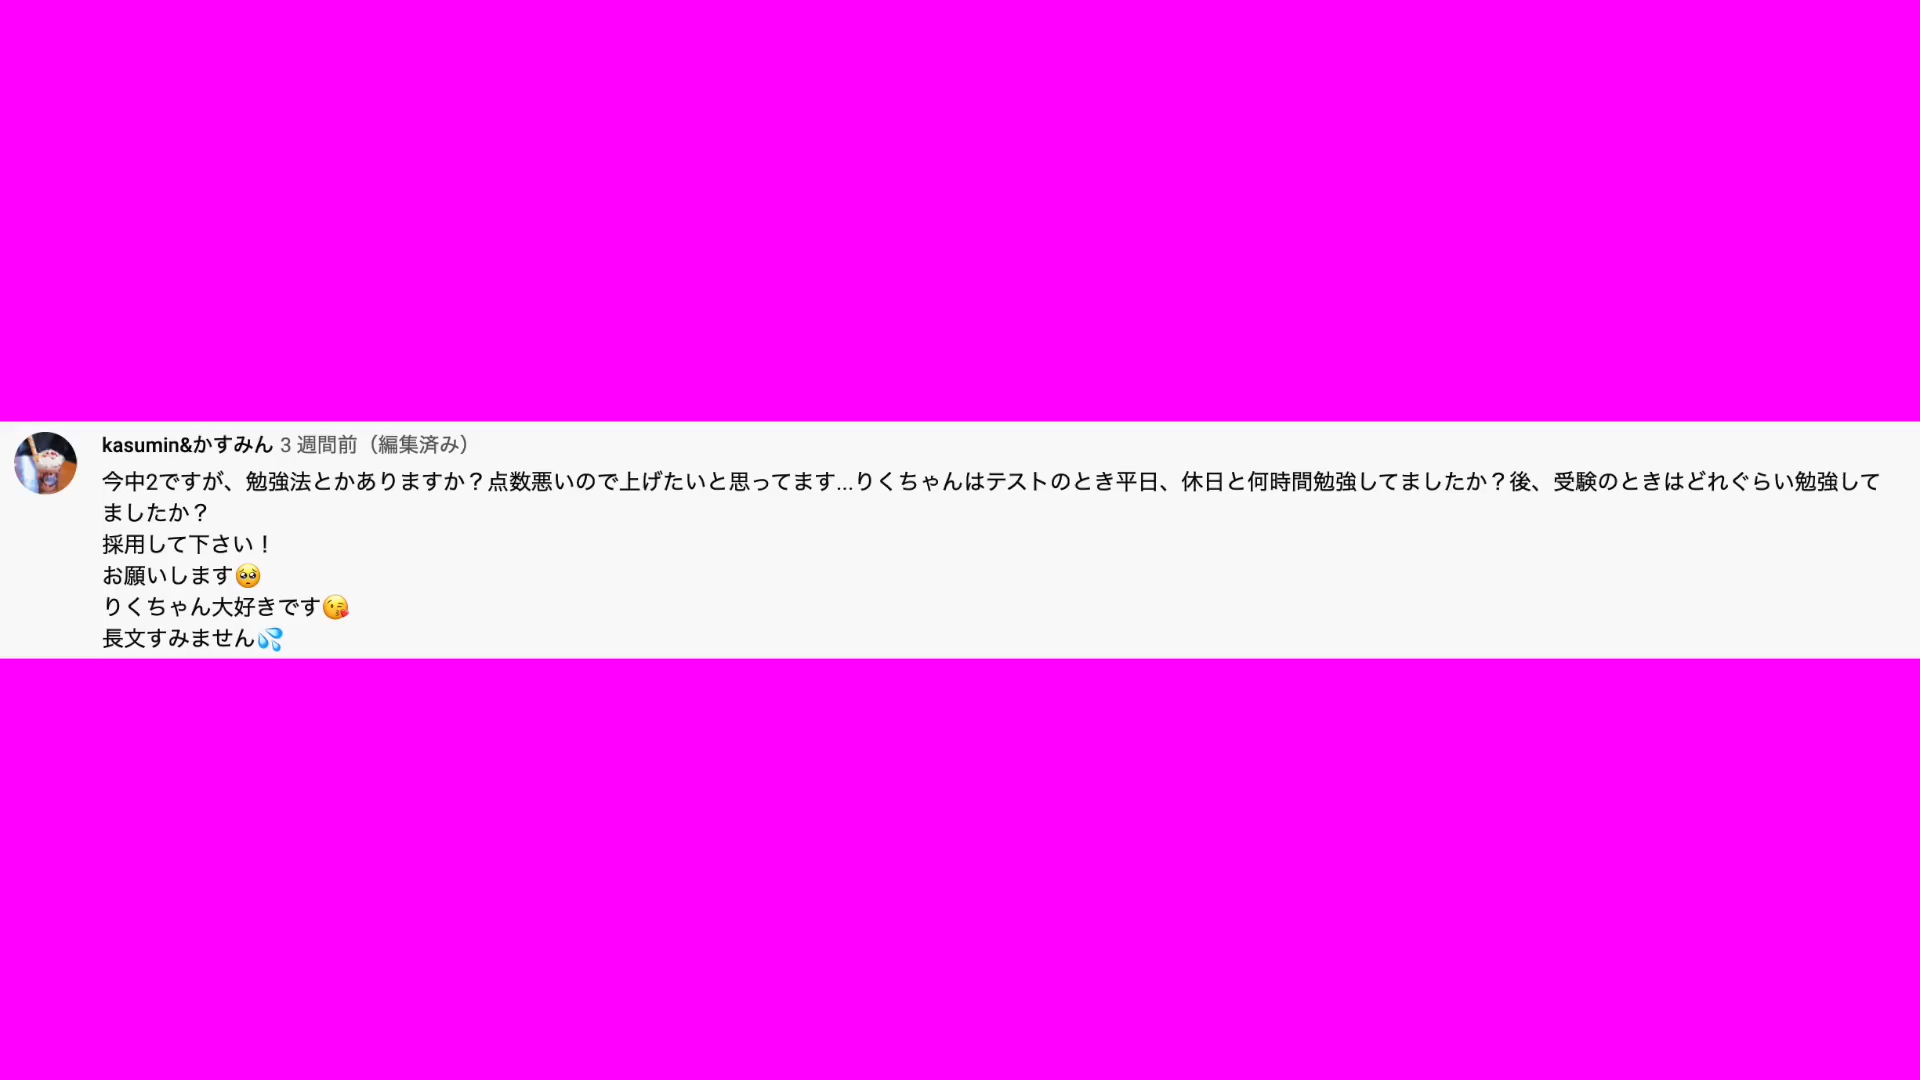 kasumin&かすみん 3 週間前（編集済み）
今中2ですが、勉強法とかありますか？点数悪いので上げたいと思ってます...りくちゃんはテストのとき平日、休日と何時間勉強してましたか？後、受験のときはどれぐらい勉強して
ましたか？
採用して下さい！
お願いします🥺
りくちゃん大好きです😘
長文すみません💦